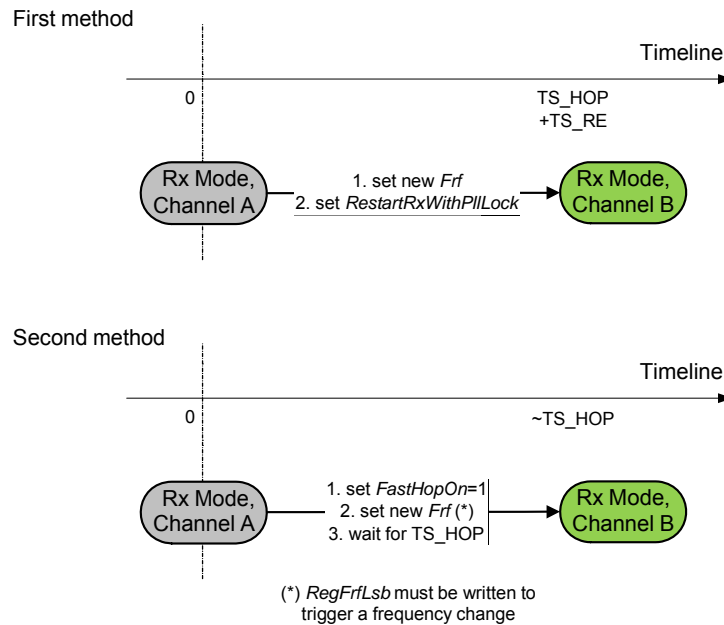 First method
Timeline
0
TS_HOP
+TS_RE
Rx Mode,
Channel A
1. set new Frf
2. set RestartRxWithPllLock
Rx Mode,
Channel B
Second method
Timeline
0
~TS_HOP
Rx Mode,
Channel A
1. set FastHopOn=1
2. set new Frf (*)
3. wait for TS_HOP
Rx Mode,
Channel B
(*) RegFrfLsb must be written to
trigger a frequency change